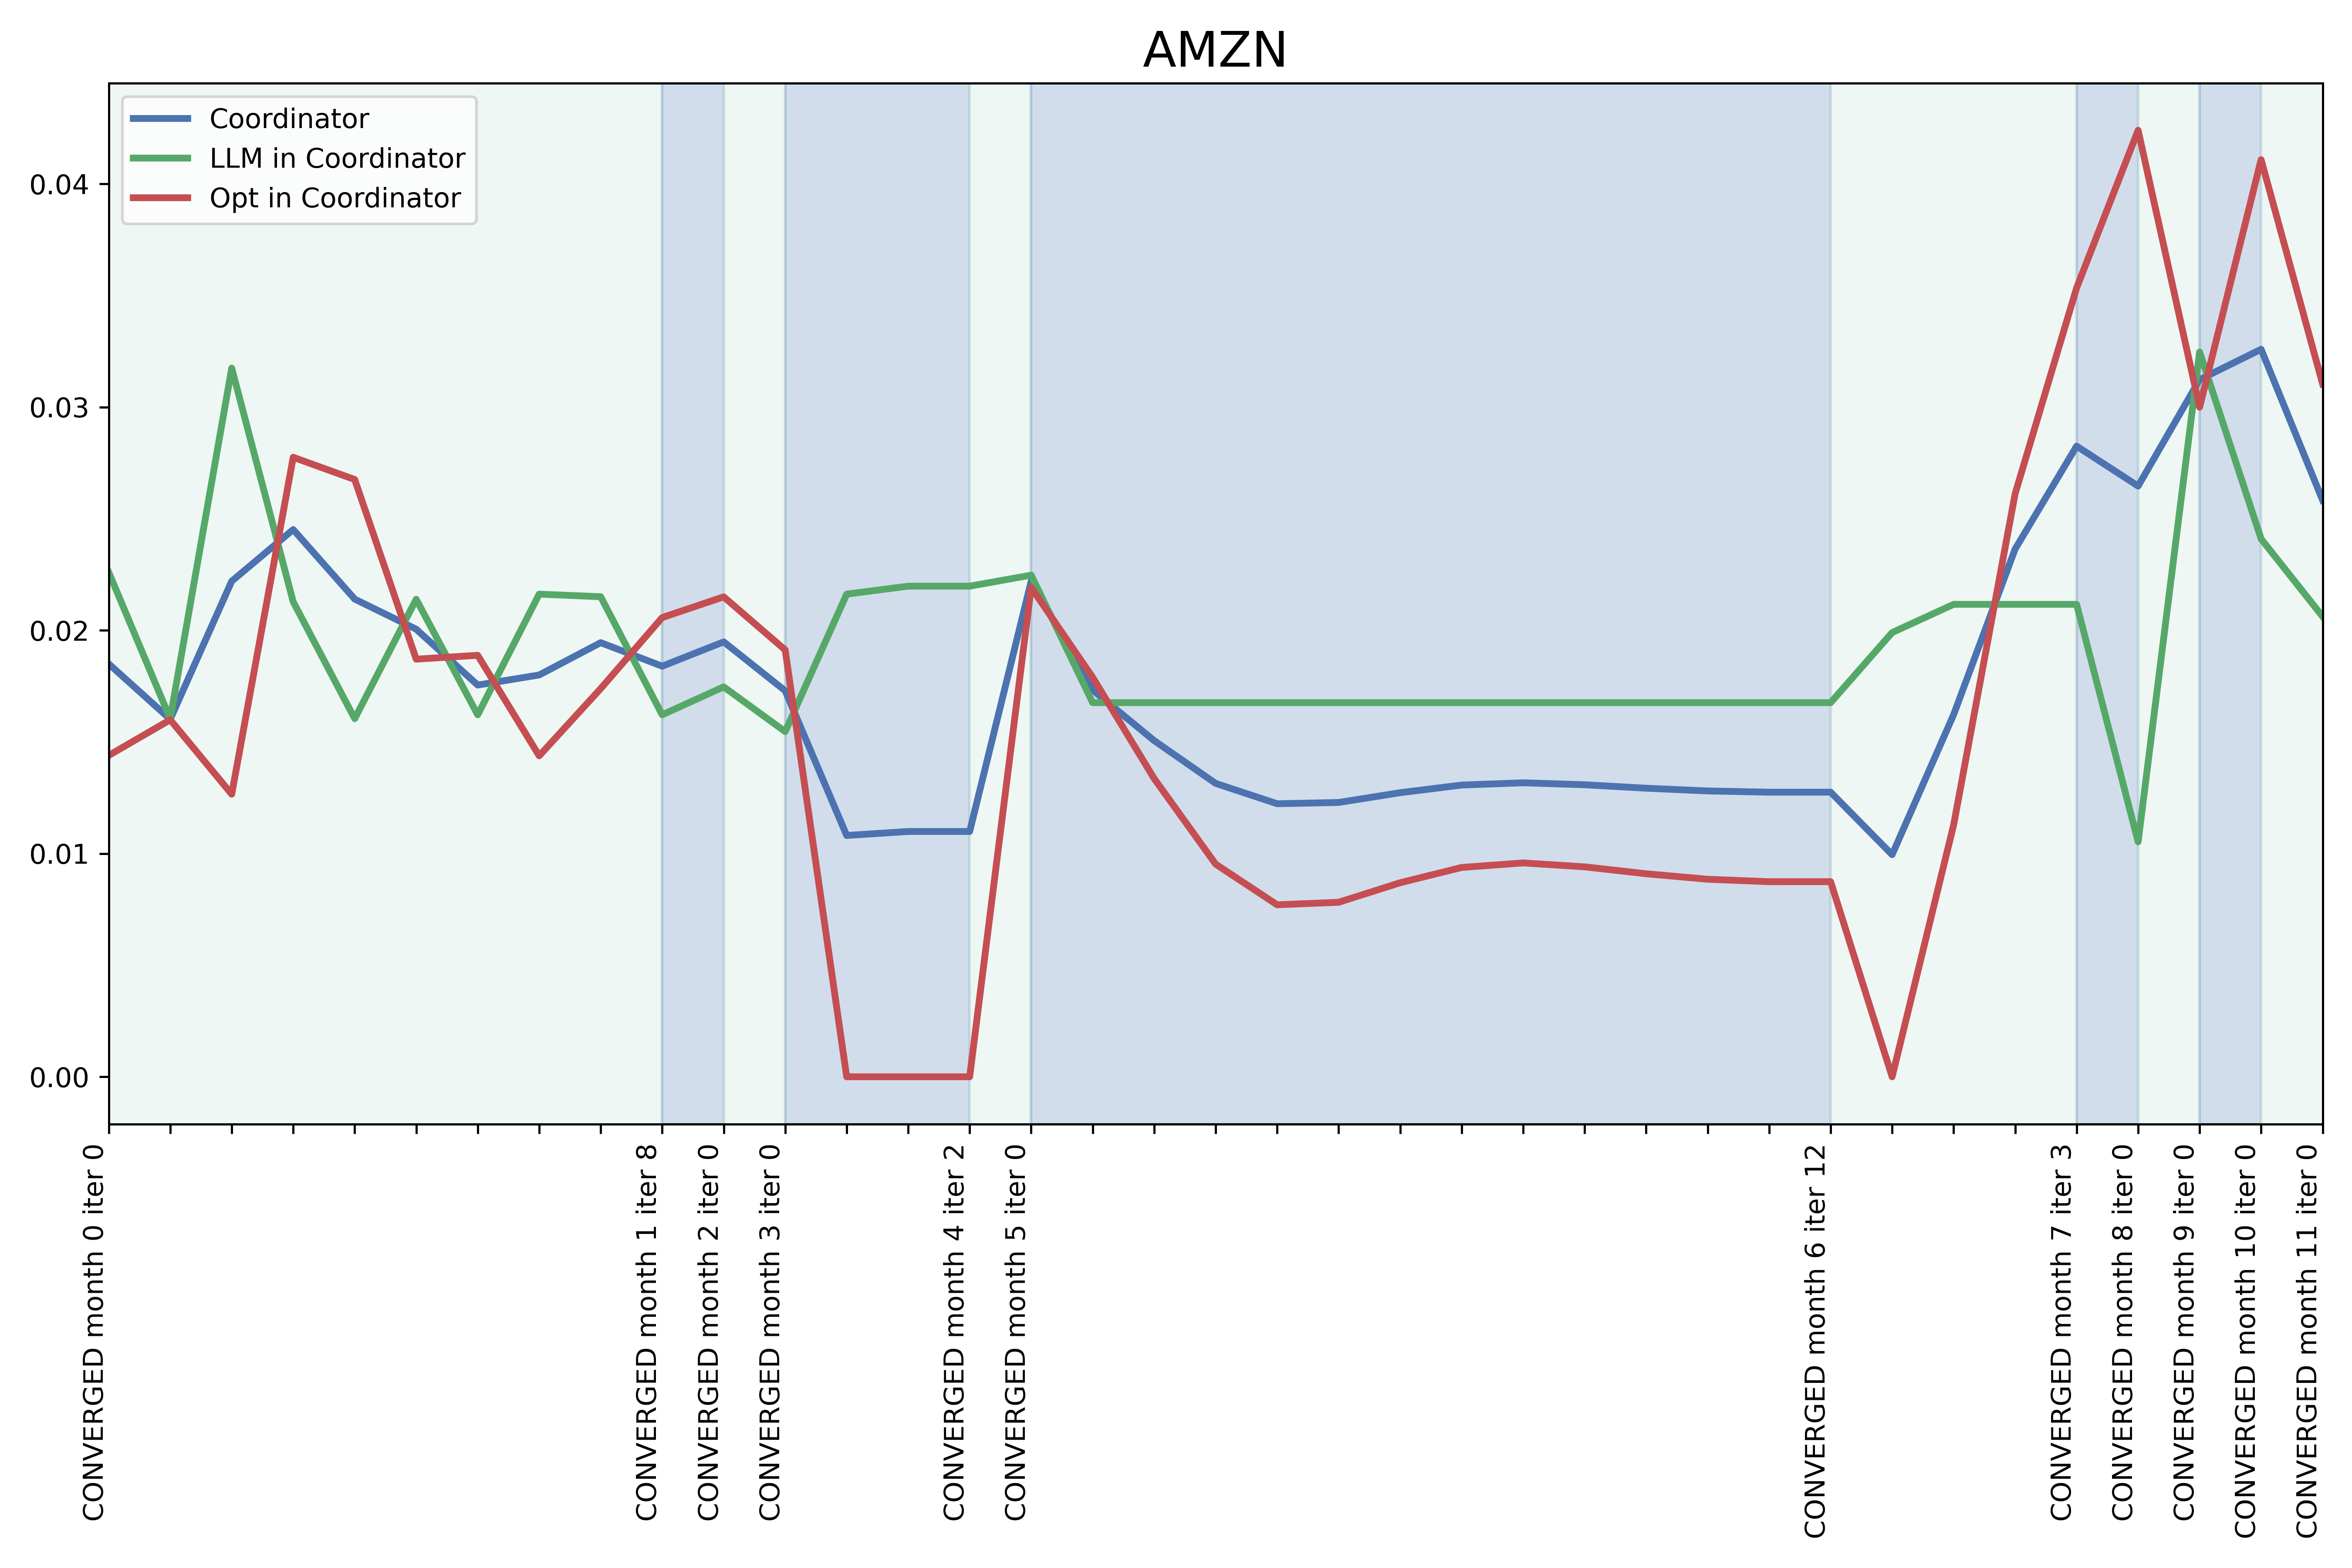 AMZN
Coordinator
LLM in Coordinator
Opt in Coordinator
0.04
0.03
0.02
0.01
0.00
CONVERGED month 0 iter 0
CONVERGED month 1 iter 8
CONVERGED month 2 iter 0
CONVERGED month 3 iter 0
CONVERGED month 4 iter 2
CONVERGED month 5 iter 0
CONVERGED month 6 iter 12
CONVERGED month 7 iter 3
CONVERGED month 8 iter 0
CONVERGED month 9 iter 0
CONVERGED month 10 iter 0
CONVERGED month 11 iter 0